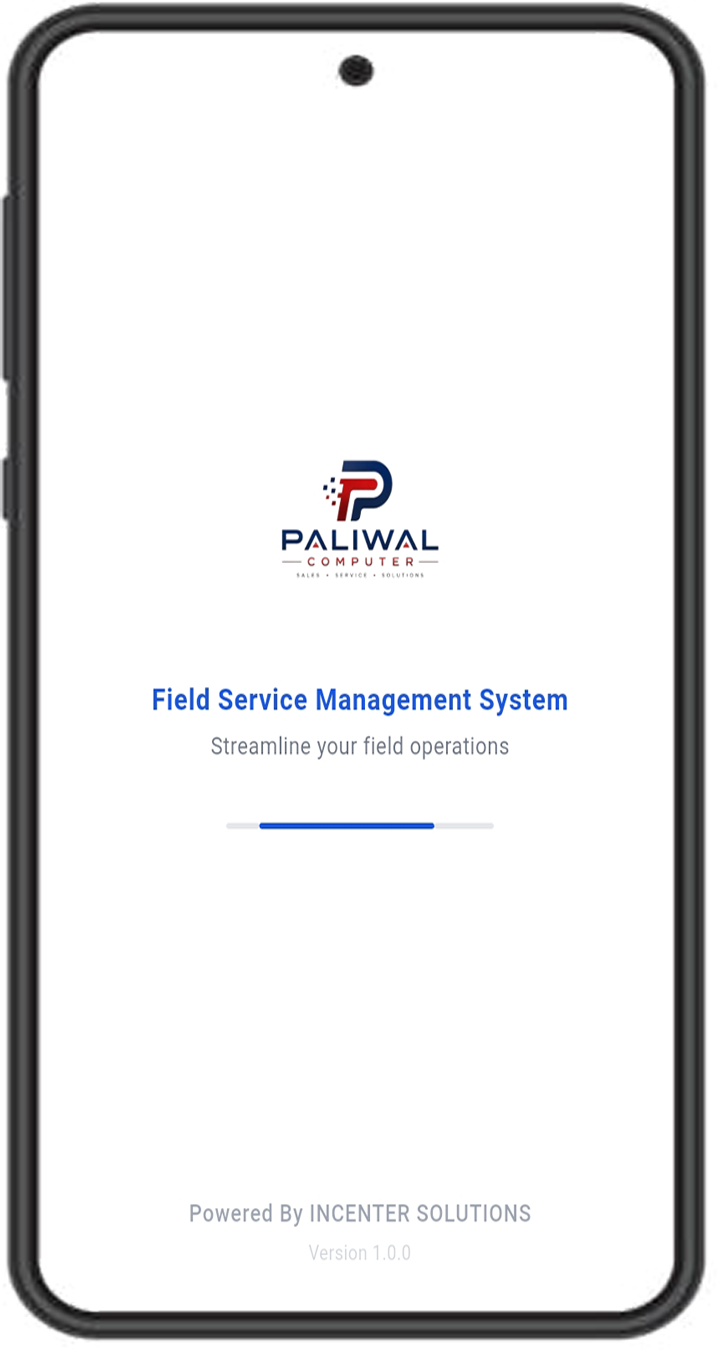 PALIWAL
COMPUTER
SALES • SERVICE • SOLUTIONS
Field Service Management System
Streamline your field operations
Powered By INCENTER SOLUTIONS
Version 1.0.0